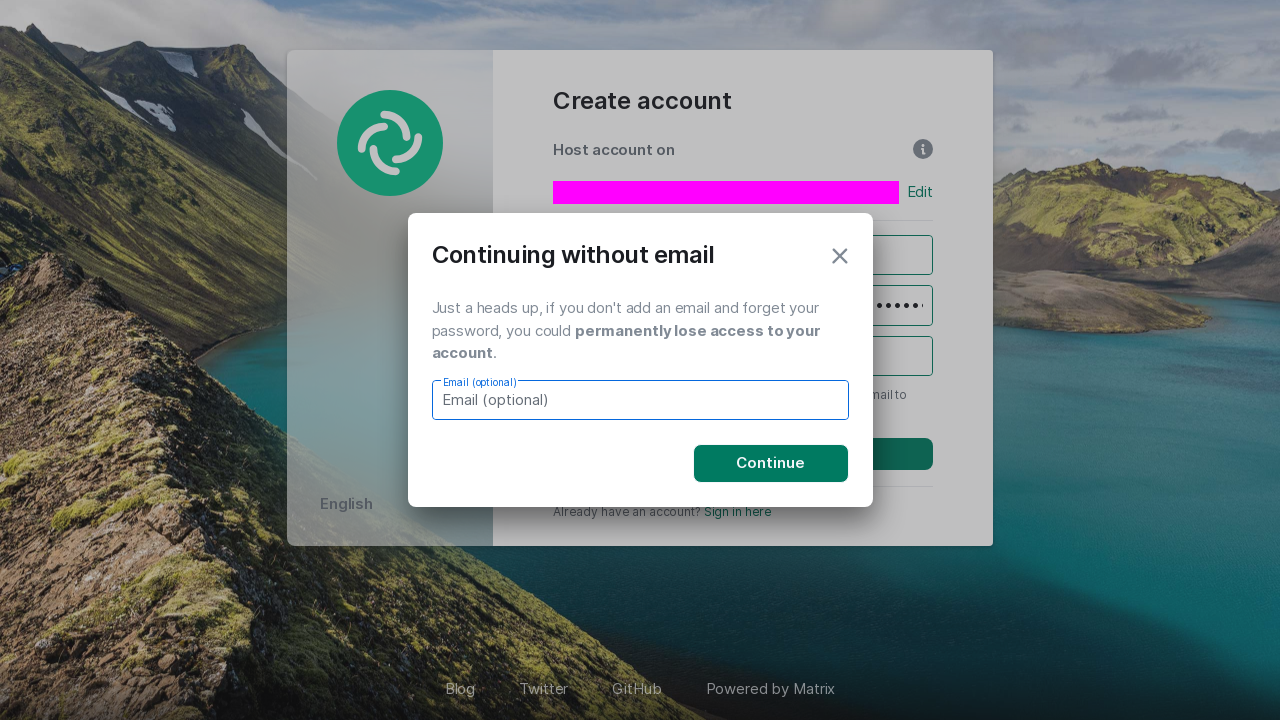 Create account
Host account on
Edit
Continuing without email
Just a heads up, if you don't add an email and forget your
password, you could permanently lose access to your
account.
Email (optional)
Email (optional)
mail to
Continue
English
Already have an account? Sign in here
Blog Twitter GitHub Powered by Matrix